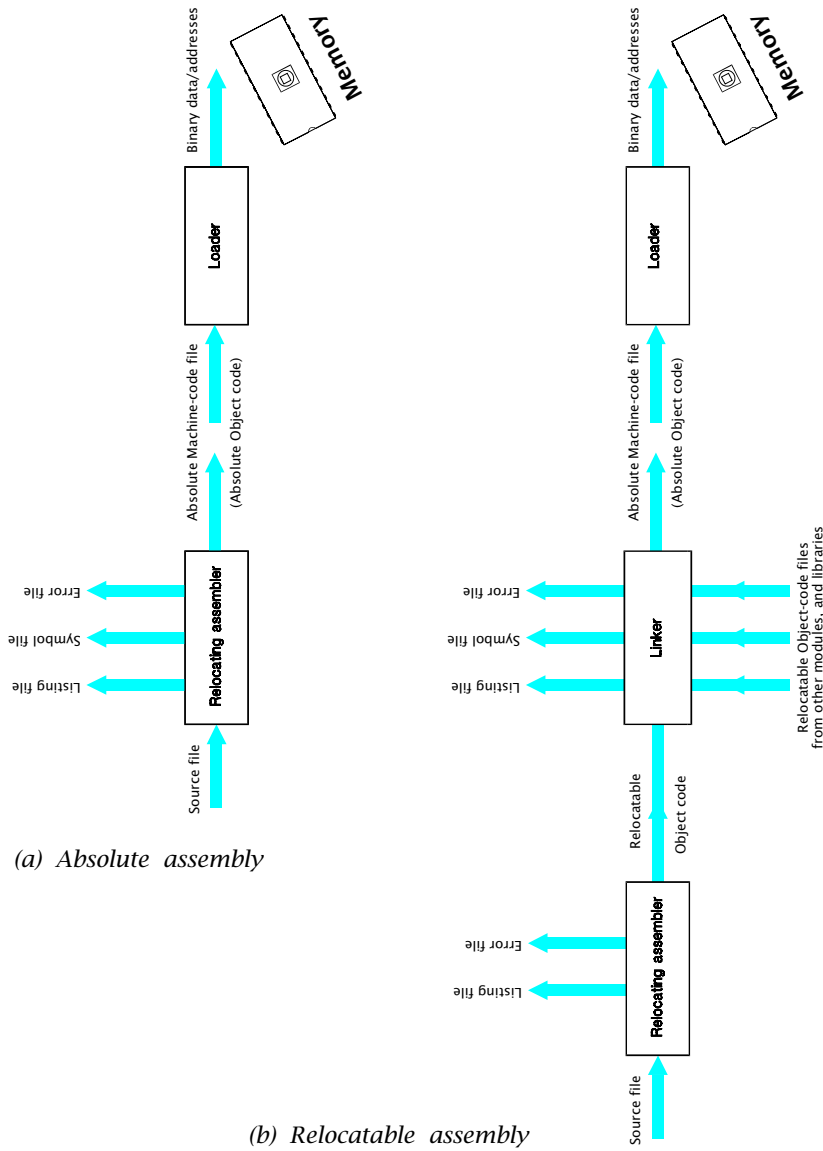 Source file
Relocating assembler
Listing file
Symbol file
Error file
Absolute Machine-code file
(Absolute Object code)
Loader
Binary data/addresses
Memory
(a) Absolute assembly
Source file
Relocating assembler
Listing file
Error file
Relocatable
Object code
Linker
Listing file
Symbol file
Error file
Relocatable Object-code files
from other modules, and libraries
Absolute Machine-code file
(Absolute Object code)
Loader
Binary data/addresses
Memory
(b) Relocatable assembly